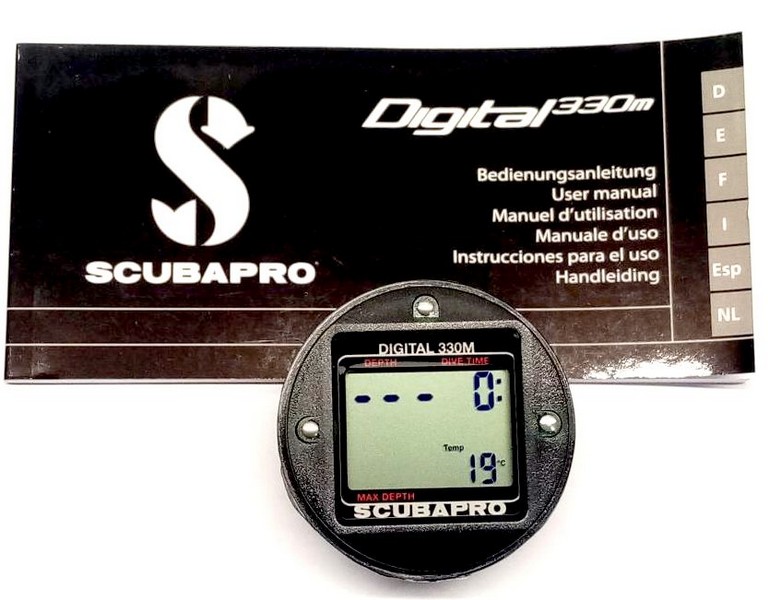 SCUBAPRO
Digital 330m
Bedienungsanleitung
User manual
Manuel d'utilisation
Manuale d'uso
Instrucciones para el uso
Handleiding
D
E
F
I
Esp
NL
DIGITAL 330M
DEPTH DIVE TIME
--- 0:
Temp
19°C
MAX DEPTH
SCUBAPRO